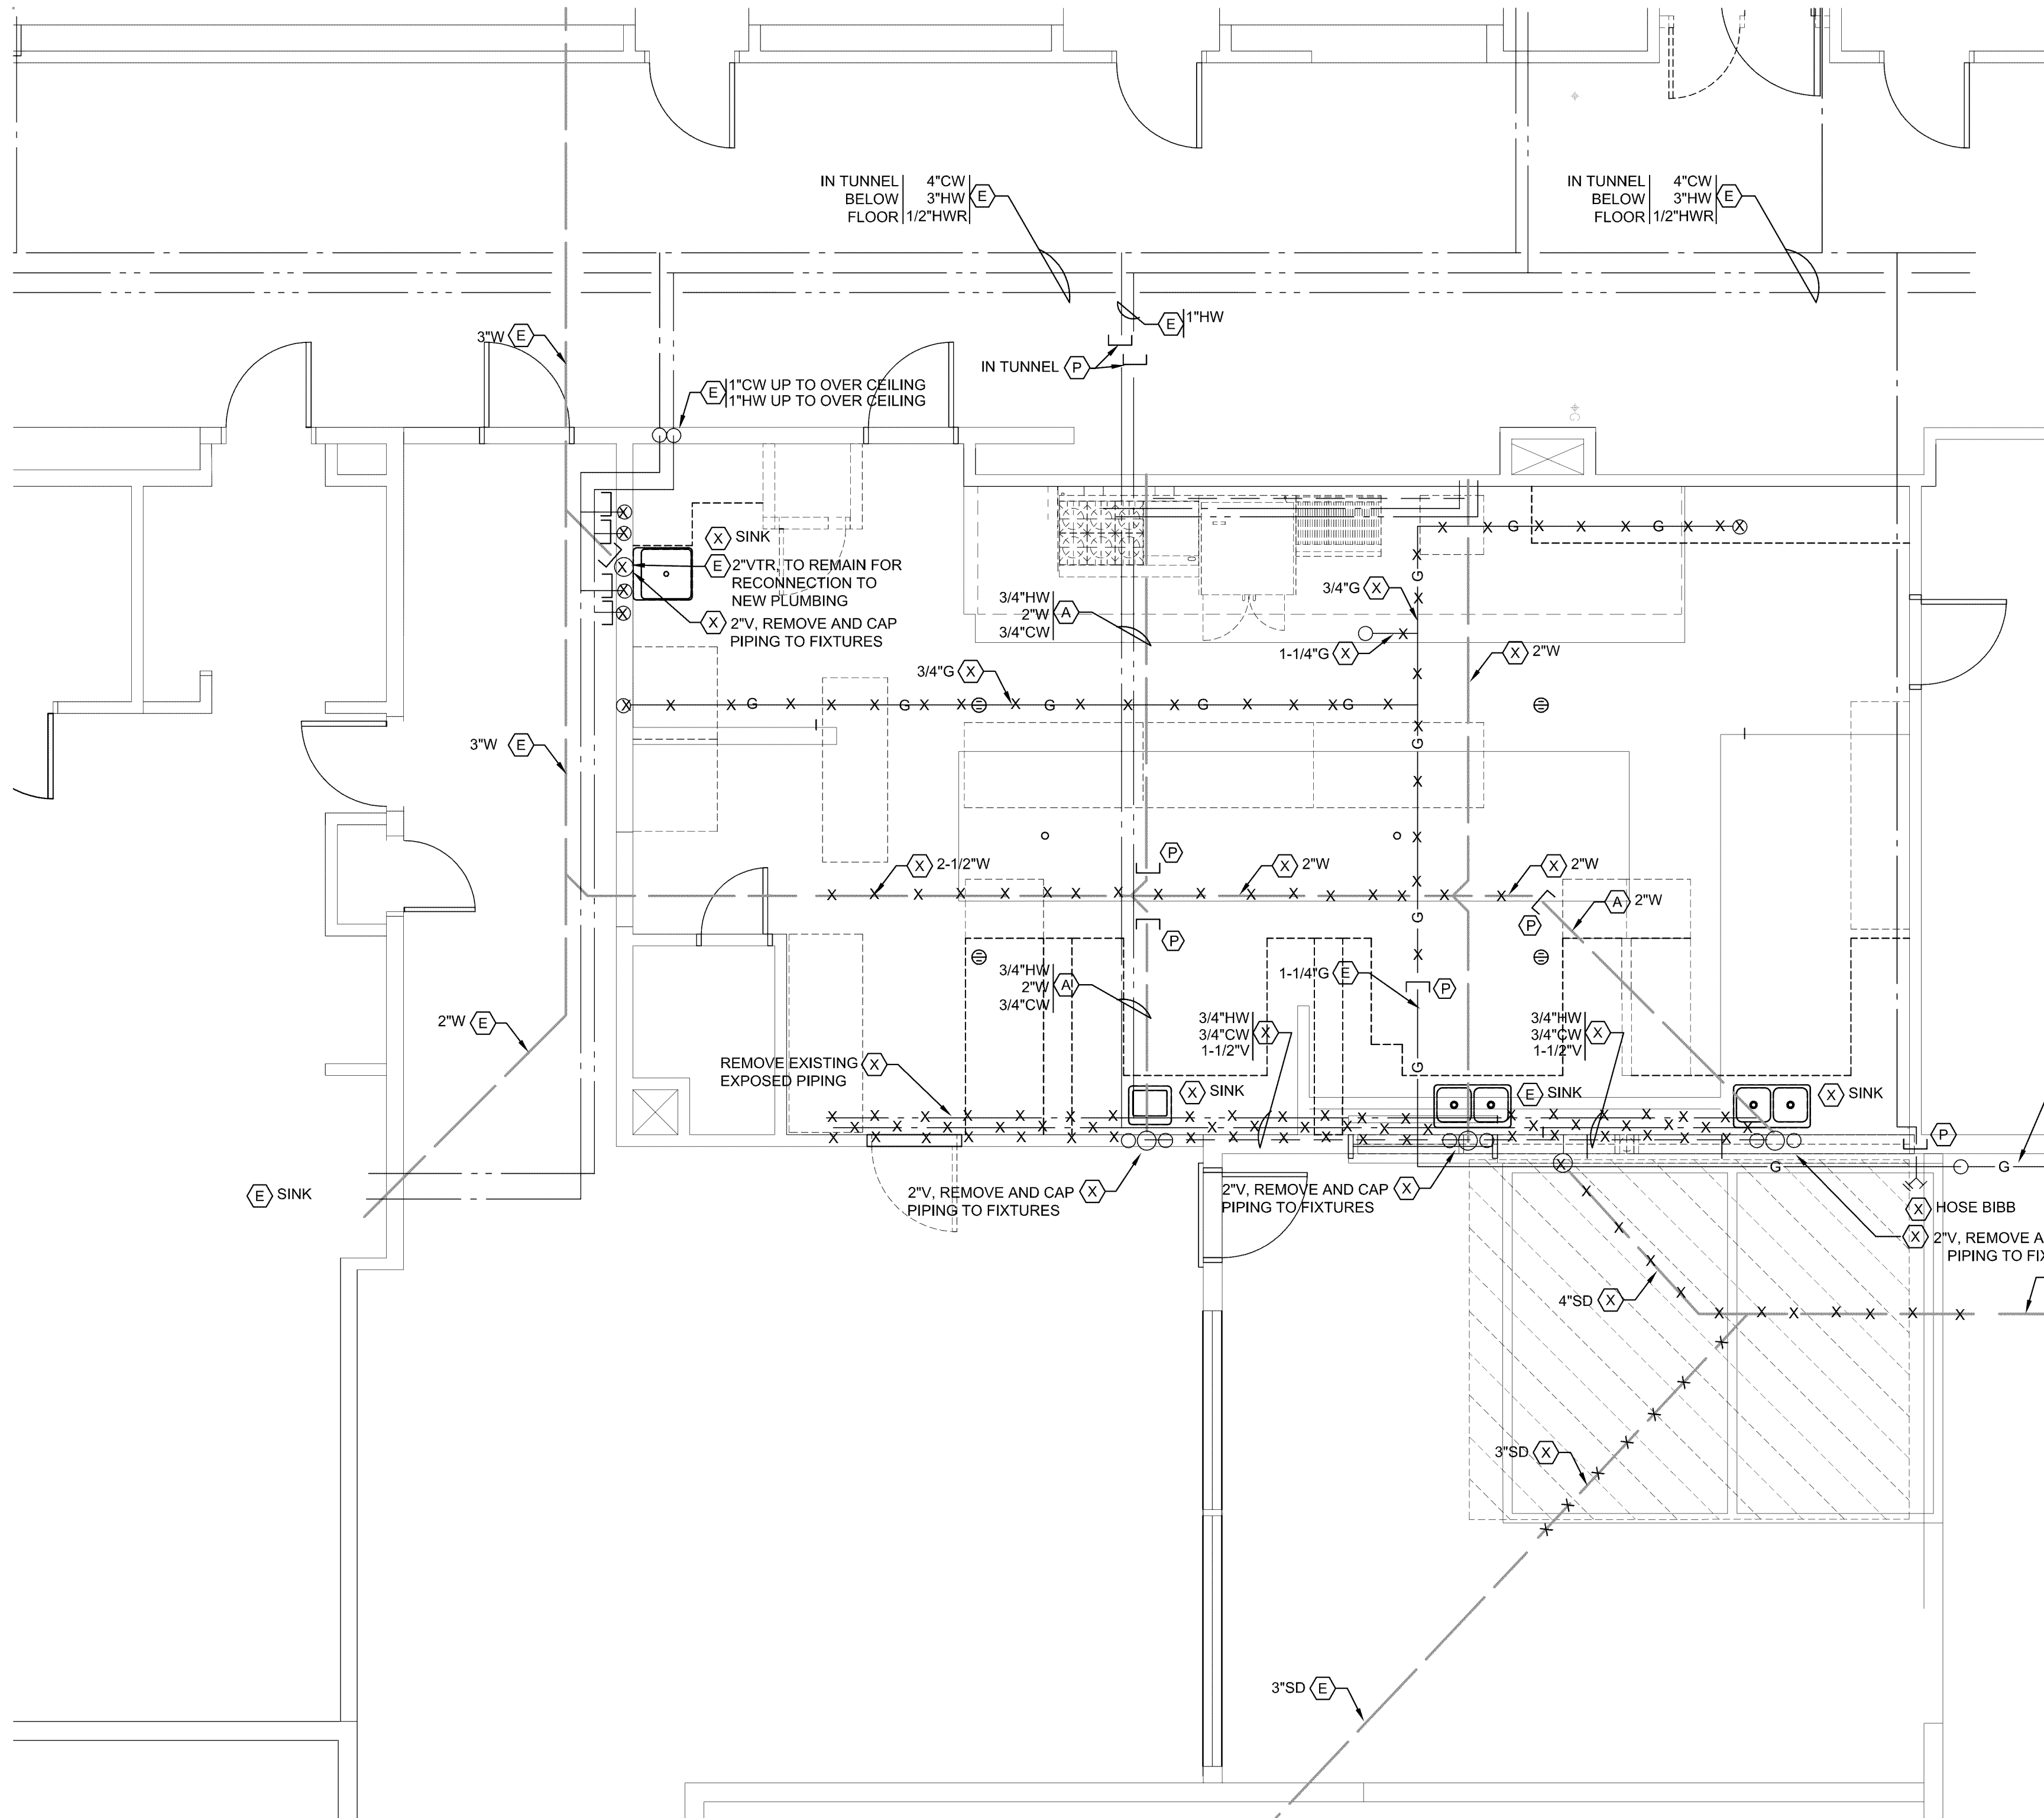 IN TUNNEL 4"CW E
BELOW 3"HW
FLOOR 1/2"HWR
IN TUNNEL 4"CW E
BELOW 3"HW
FLOOR 1/2"HWR
E 1"HW
3"W E
IN TUNNEL P
E 1"CW UP TO OVER CEILING
1"HW UP TO OVER CEILING
X SINK
E 2"VTR, TO REMAIN FOR
RECONNECTION TO
NEW PLUMBING
X 2"V, REMOVE AND CAP
PIPING TO FIXTURES
3/4"HW
2"W A
3/4"CW
3/4"G X
1-1/4"G X
X 2"W
3/4"G X
3"W E
P
X 2-1/2"W
X 2"W
X 2"W
A 2"W
P
P
3/4"HW
2"W A
3/4"CW
1-1/4"G E
P
2"W E
3/4"HW
3/4"CW X
1-1/2"V
3/4"HW
3/4"CW X
1-1/2"V
REMOVE EXISTING X
EXPOSED PIPING
X SINK
E SINK
X SINK
P
E SINK
2"V, REMOVE AND CAP X
PIPING TO FIXTURES
2"V, REMOVE AND CAP X
PIPING TO FIXTURES
X HOSE BIBB
X 2"V, REMOVE
PIPING TO
4"SD X
3"SD X
3"SD E